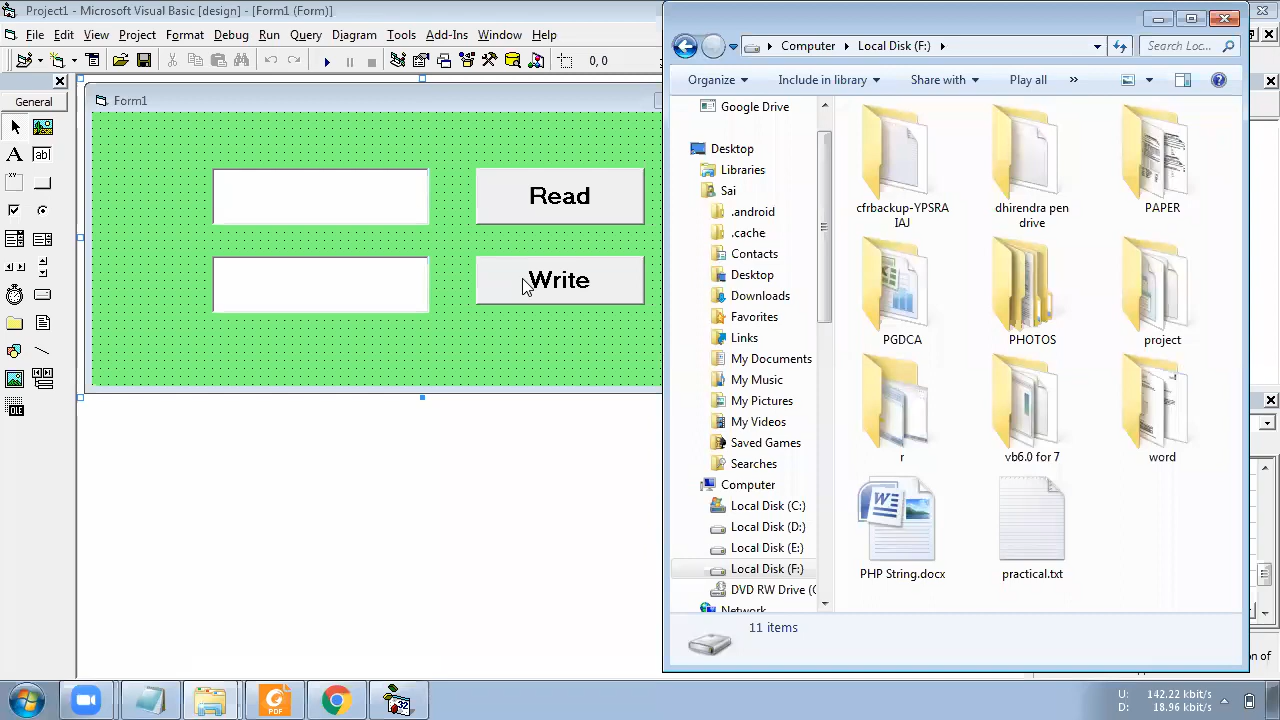 Project1 - Microsoft Visual Basic [design] - [Form1 (Form)]
File Edit View Project Format Debug Run Query Diagram Tools Add-Ins Window Help
0, 0
General
Form1
Read
Write
Computer Local Disk (F:)
Search Loc...
Organize Include in library Share with Play all »
Google Drive
Desktop
Libraries
Sai
.android
.cache
Contacts
Desktop
Downloads
Favorites
Links
My Documents
My Music
My Pictures
My Videos
Saved Games
Searches
Computer
Local Disk (C:)
Local Disk (D:)
Local Disk (E:)
Local Disk (F:)
DVD RW Drive (
Network
cfrbackup-YPSRA
IAJ
dhirendra pen
drive
PAPER
PGDCA
PHOTOS
project
r
vb6.0 for 7
word
PHP String.docx
practical.txt
11 items
on of
PDF
32
U: 142.22 kbit/s
D: 18.96 kbit/s